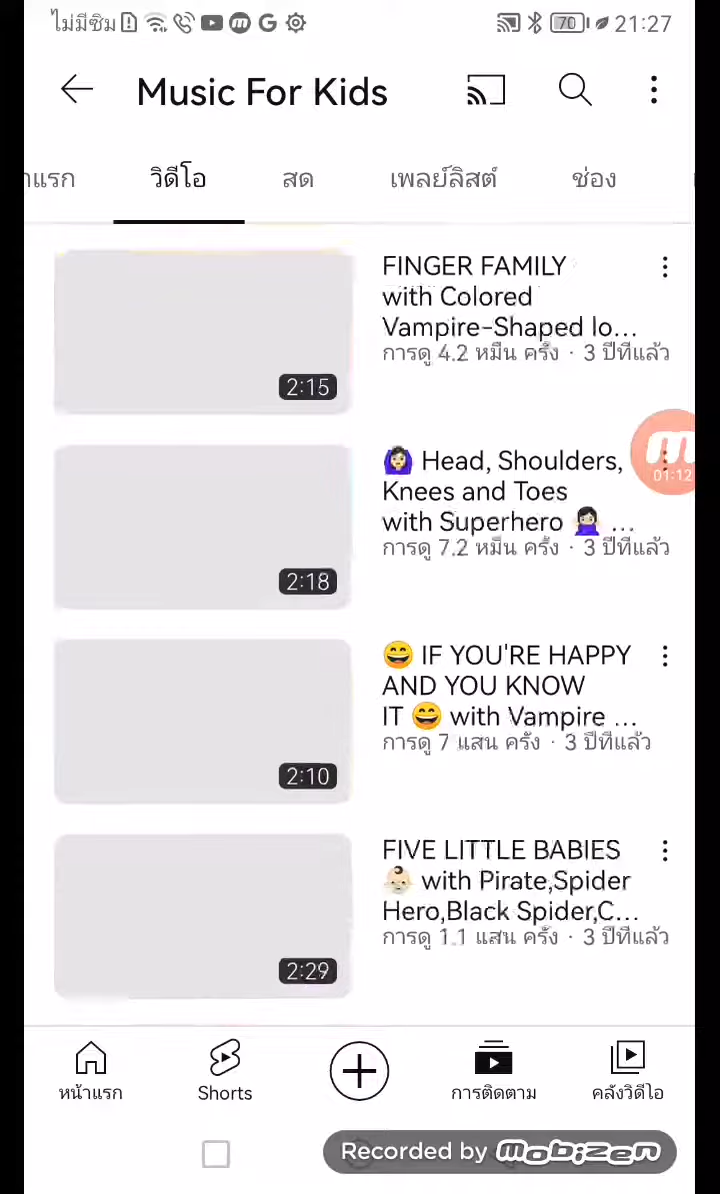 ไม่มีซิม 70 21:27
Music For Kids
าแรก วิดีโอ สด เพลย์ลิสต์ ช่อง
FINGER FAMILY
with Colored
Vampire-Shaped lo...
การดู 4.2 หมื่น ครั้ง · 3 ปีที่แล้ว
2:15
🙆🏻‍♀️ Head, Shoulders,
Knees and Toes
with Superhero 🙍🏻‍♀️ ...
การดู 7.2 หมื่น ครั้ง · 3 ปีที่แล้ว
2:18
01:12
😄 IF YOU'RE HAPPY
AND YOU KNOW
IT 😄 with Vampire ...
การดู 7 แสน ครั้ง · 3 ปีที่แล้ว
2:10
FIVE LITTLE BABIES
👶🏻 with Pirate,Spider
Hero,Black Spider,C...
การดู 1.1 แสน ครั้ง · 3 ปีที่แล้ว
2:29
หน้าแรก Shorts การติดตาม คลังวิดีโอ
Recorded by Mobizen